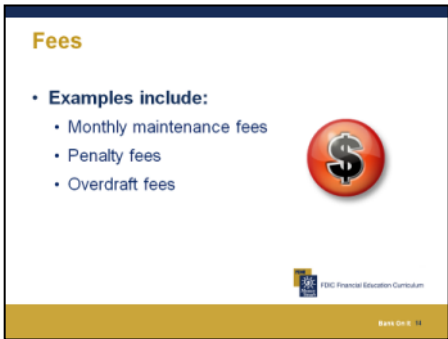 Fees
• Examples include:
• Monthly maintenance fees
• Penalty fees
• Overdraft fees
$
FDIC Financial Education Curriculum
Bank On It